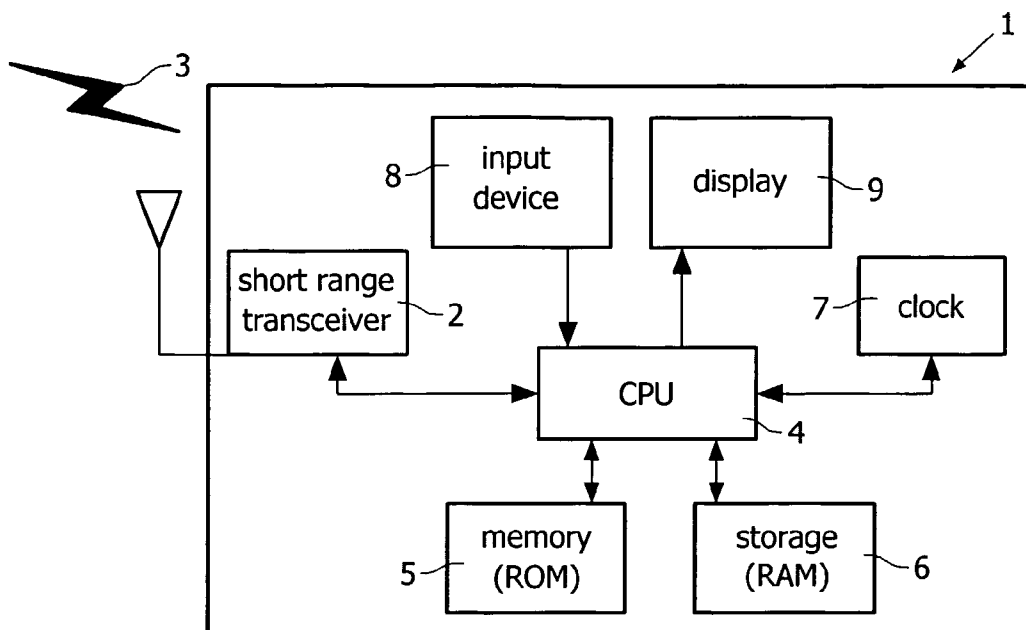 1
3
8
input
device
display
9
short range
transceiver
2
7
clock
CPU
4
5
memory
(ROM)
storage
(RAM)
6